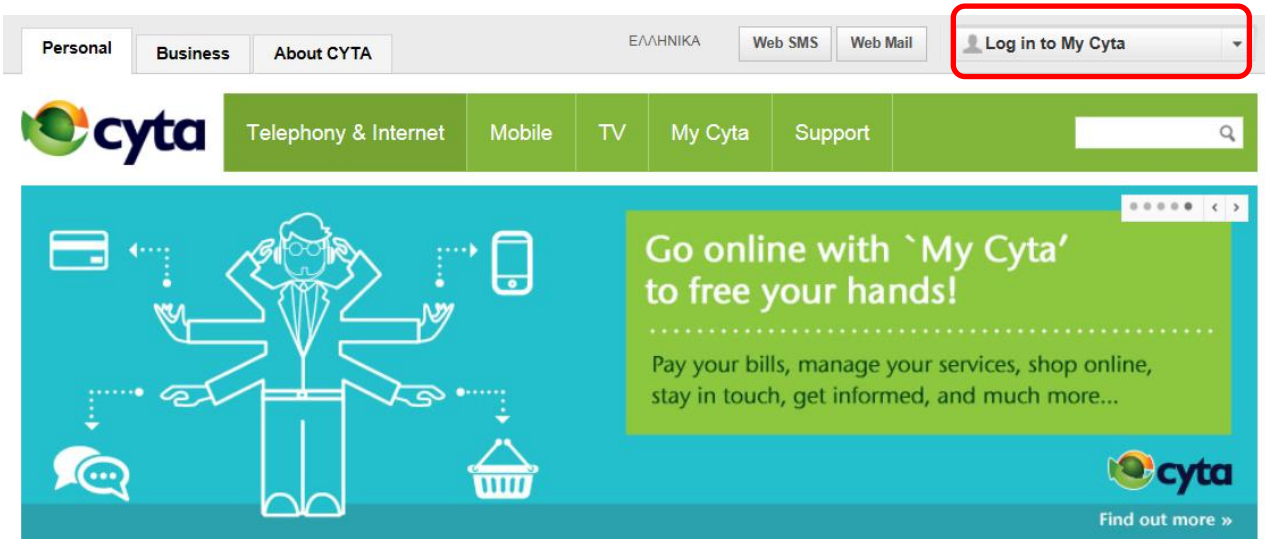 Personal
Business
About CYTA
ΕΛΛΗΝΙΚΑ
Web SMS
Web Mail
Log in to My Cyta
cyta
Telephony & Internet
Mobile
TV
My Cyta
Support
Go online with `My Cyta′
to free your hands!
Pay your bills, manage your services, shop online,
stay in touch, get informed, and much more...
cyta
Find out more »